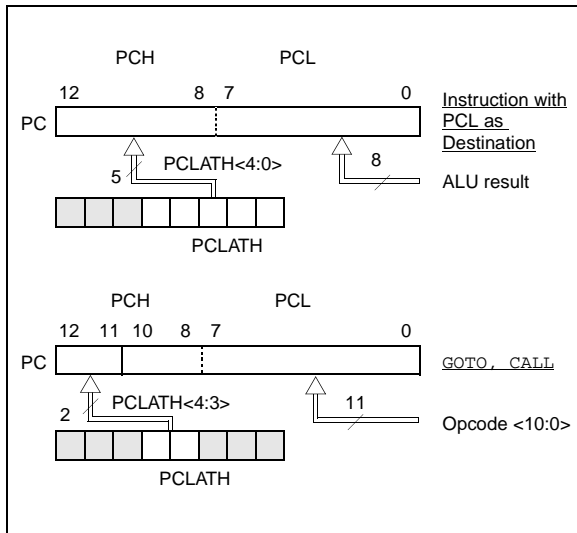 PCH PCL
12 8 7 0
PC
Instruction with
PCL as
Destination
5 PCLATH<4:0> 8
ALU result
PCLATH
PCH PCL
12 11 10 8 7 0
PC
GOTO, CALL
2 PCLATH<4:3> 11
Opcode <10:0>
PCLATH